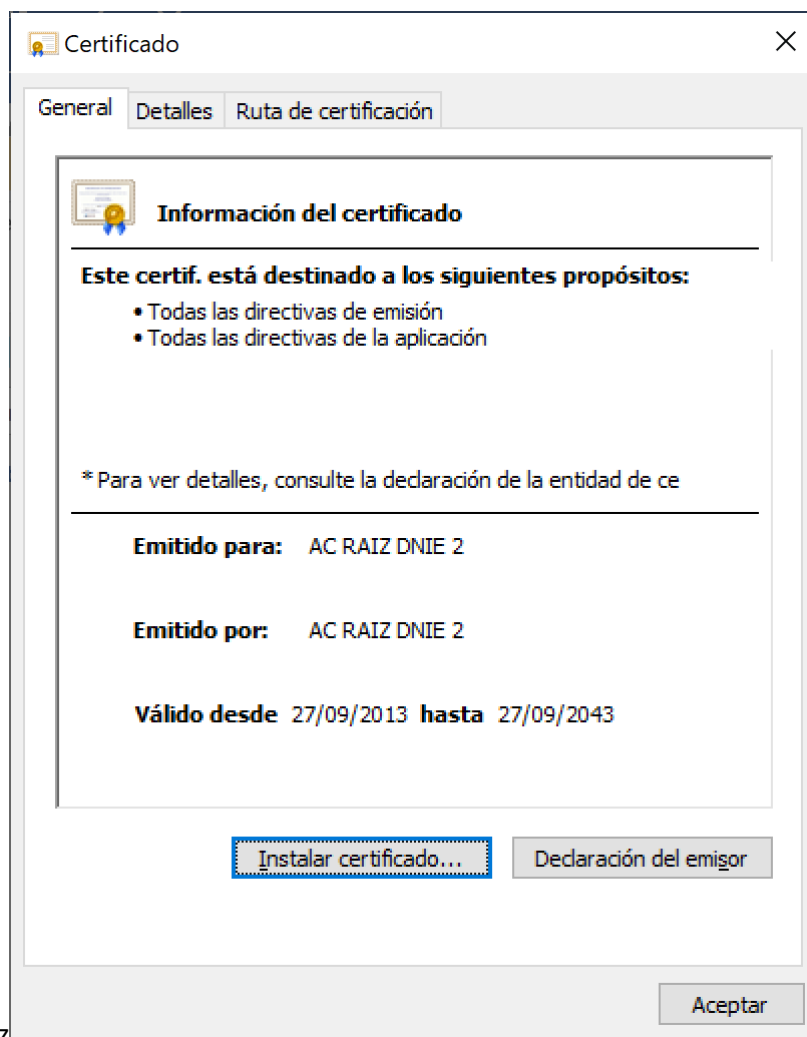 Certificado
General Detalles Ruta de certificación
Información del certificado
Este certif. está destinado a los siguientes propósitos:
• Todas las directivas de emisión
• Todas las directivas de la aplicación
* Para ver detalles, consulte la declaración de la entidad de ce
Emitido para: AC RAIZ DNIE 2
Emitido por: AC RAIZ DNIE 2
Válido desde 27/09/2013 hasta 27/09/2043
Instalar certificado... Declaración del emisor
Aceptar